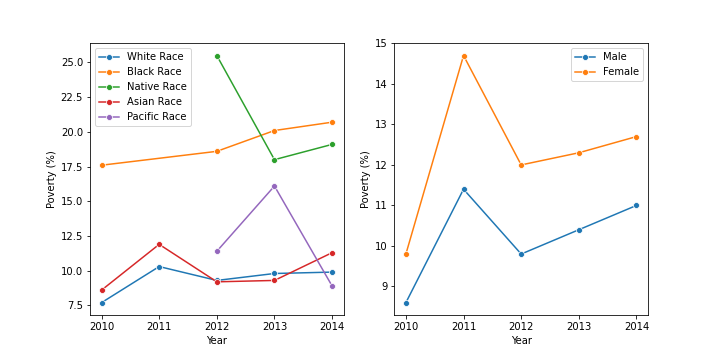 White Race
Black Race
Native Race
Asian Race
Pacific Race
25.0
22.5
20.0
17.5
15.0
12.5
10.0
7.5
Poverty (%)
2010 2011 2012 2013 2014
Year
Male
Female
15
14
13
12
11
10
9
Poverty (%)
2010 2011 2012 2013 2014
Year